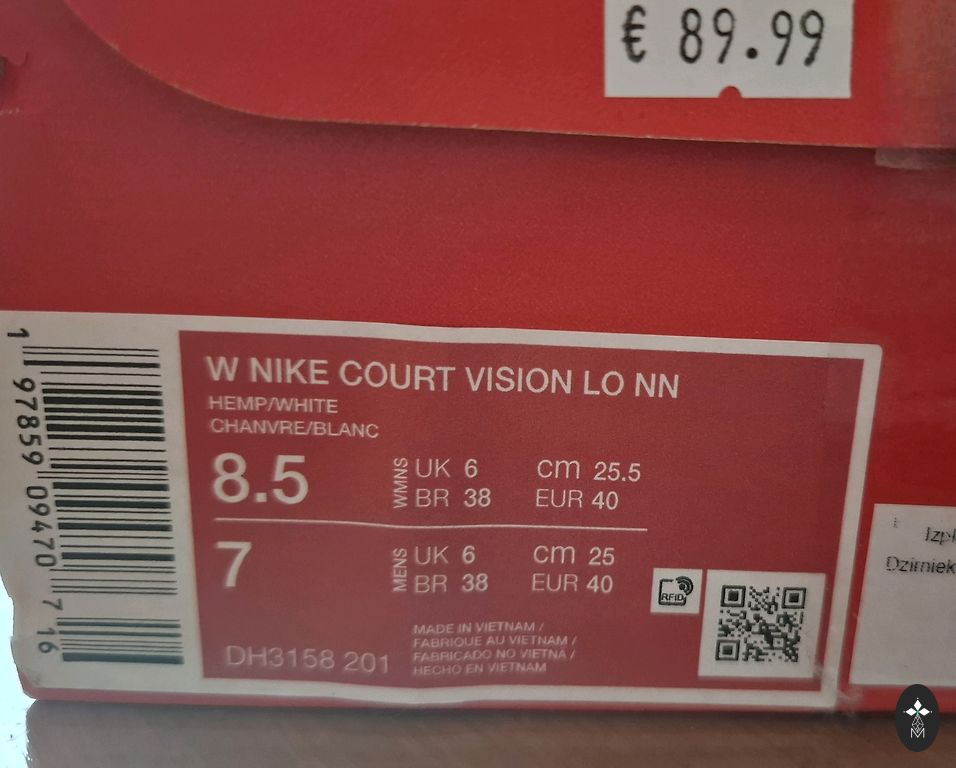 € 89.99
W NIKE COURT VISION LO NN
HEMP/WHITE
CHANVRE/BLANC
8.5
WMNS
UK 6 cm 25.5
BR 38 EUR 40
7
MENS
UK 6 cm 25
BR 38 EUR 40
RFID
MADE IN VIETNAM /
FABRIQUE AU VIETNAM /
FABRICADO NO VIETNÃ /
HECHO EN VIETNAM
DH3158 201
1 97859 09470 7 16
Dzimiek
M